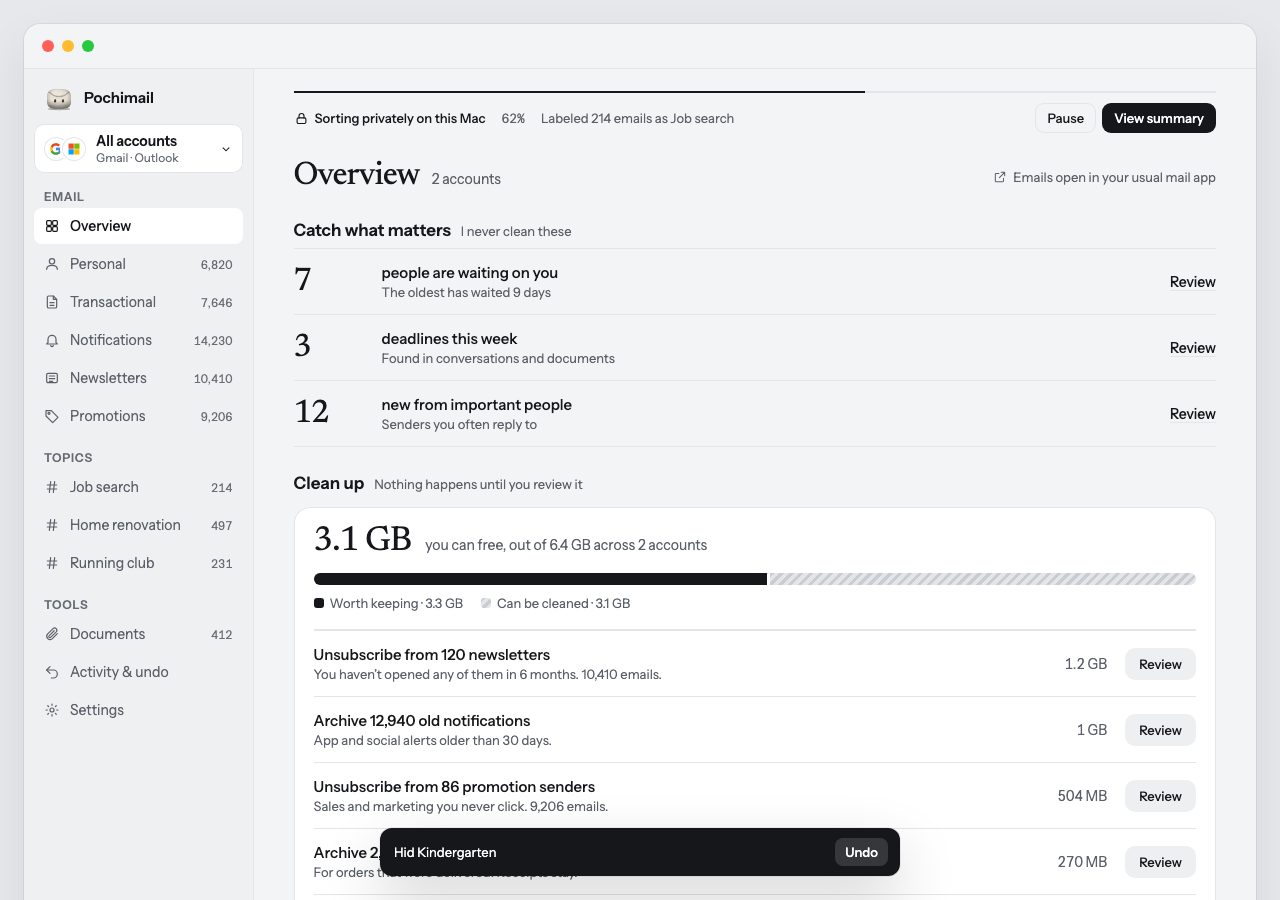 Pochimail
All accounts
Gmail · Outlook
EMAIL
Overview
Personal 6,820
Transactional 7,646
Notifications 14,230
Newsletters 10,410
Promotions 9,206
TOPICS
Job search 214
Home renovation 497
Running club 231
TOOLS
Documents 412
Activity & undo
Settings
Sorting privately on this Mac 62% Labeled 214 emails as Job search Pause View summary
Overview 2 accounts Emails open in your usual mail app
Catch what matters I never clean these
7 people are waiting on you
The oldest has waited 9 days
Review
3 deadlines this week
Found in conversations and documents
Review
12 new from important people
Senders you often reply to
Review
Clean up Nothing happens until you review it
3.1 GB you can free, out of 6.4 GB across 2 accounts
Worth keeping · 3.3 GB Can be cleaned · 3.1 GB
Unsubscribe from 120 newsletters
You haven't opened any of them in 6 months. 10,410 emails.
1.2 GB Review
Archive 12,940 old notifications
App and social alerts older than 30 days.
1 GB Review
Unsubscribe from 86 promotion senders
Sales and marketing you never click. 9,206 emails.
504 MB Review
Archive 2,
For orders
270 MB Review
Hid Kindergarten Undo